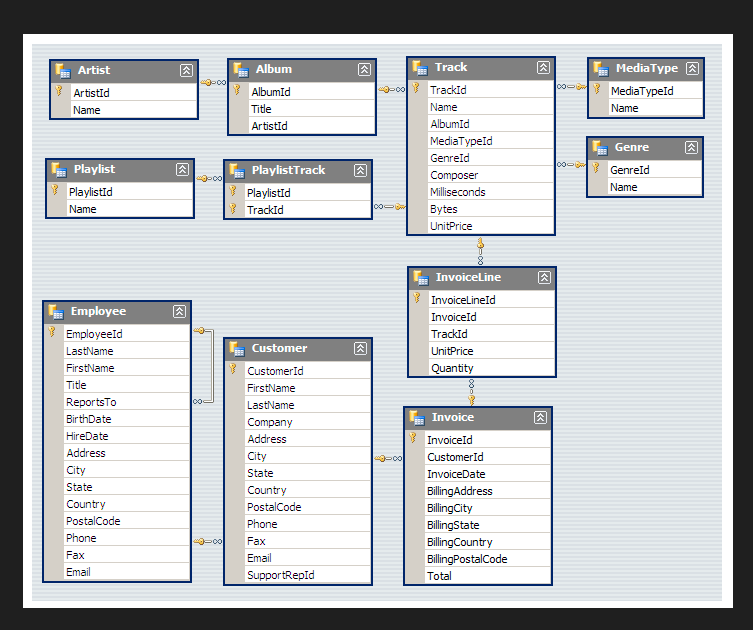 Artist
ArtistId
Name
Album
AlbumId
Title
ArtistId
Track
TrackId
Name
AlbumId
MediaTypeId
GenreId
Composer
Milliseconds
Bytes
UnitPrice
MediaType
MediaTypeId
Name
Genre
GenreId
Name
Playlist
PlaylistId
Name
PlaylistTrack
PlaylistId
TrackId
InvoiceLine
InvoiceLineId
InvoiceId
TrackId
UnitPrice
Quantity
Employee
EmployeeId
LastName
FirstName
Title
ReportsTo
BirthDate
HireDate
Address
City
State
Country
PostalCode
Phone
Fax
Email
Customer
CustomerId
FirstName
LastName
Company
Address
City
State
Country
PostalCode
Phone
Fax
Email
SupportRepId
Invoice
InvoiceId
CustomerId
InvoiceDate
BillingAddress
BillingCity
BillingState
BillingCountry
BillingPostalCode
Total